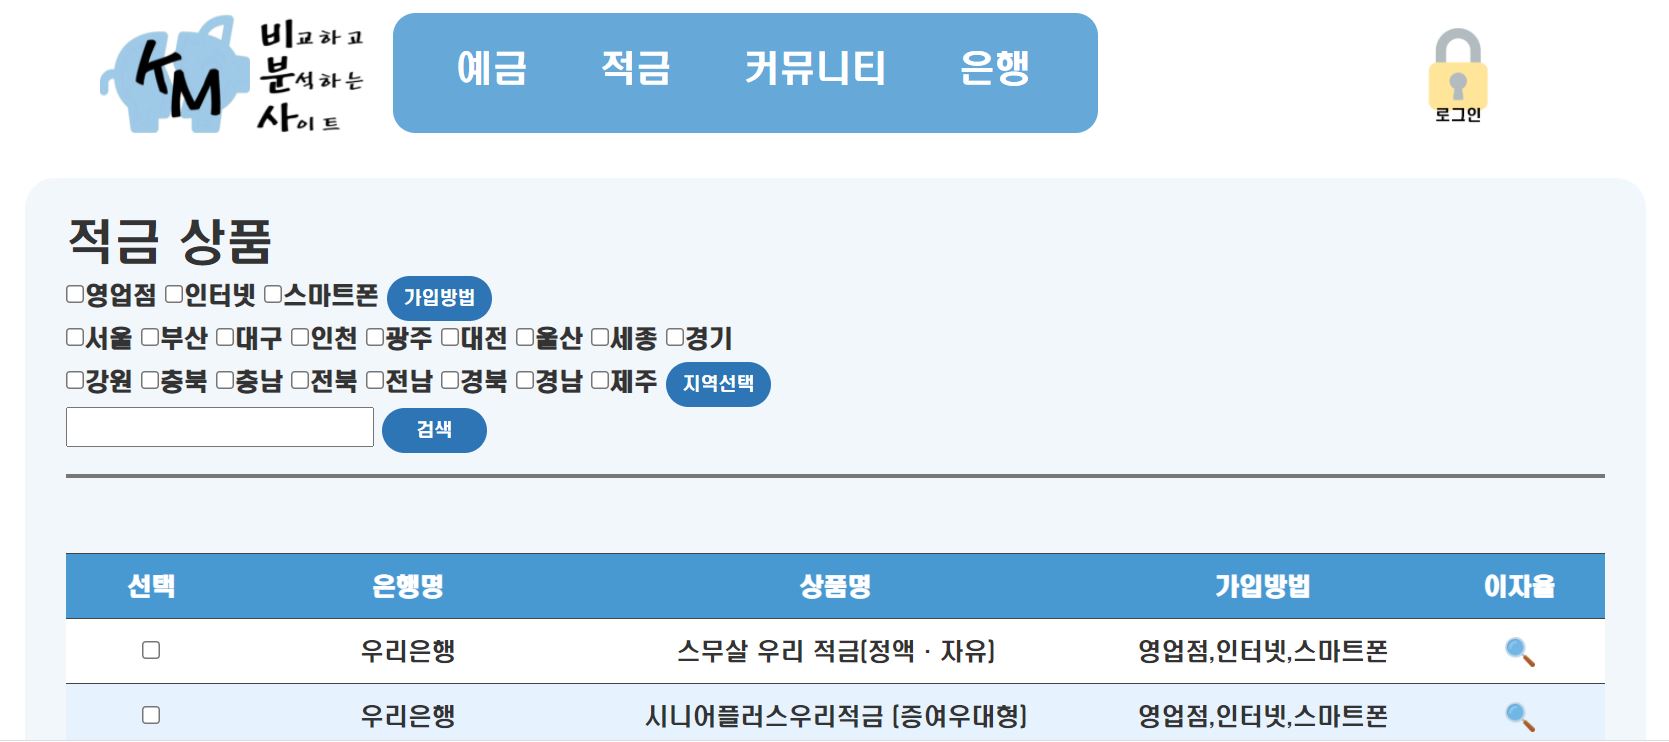 KM
비교하고
분석하는
사이트
예금 적금 커뮤니티 은행
로그인
적금 상품
영업점 인터넷 스마트폰 가입방법
서울 부산 대구 인천 광주 대전 울산 세종 경기
강원 충북 충남 전북 전남 경북 경남 제주 지역선택
검색
선택 은행명 상품명 가입방법 이자율
우리은행 스무살 우리 적금(정액·자유) 영업점,인터넷,스마트폰
우리은행 시니어플러스우리적금 (증여우대형) 영업점,인터넷,스마트폰